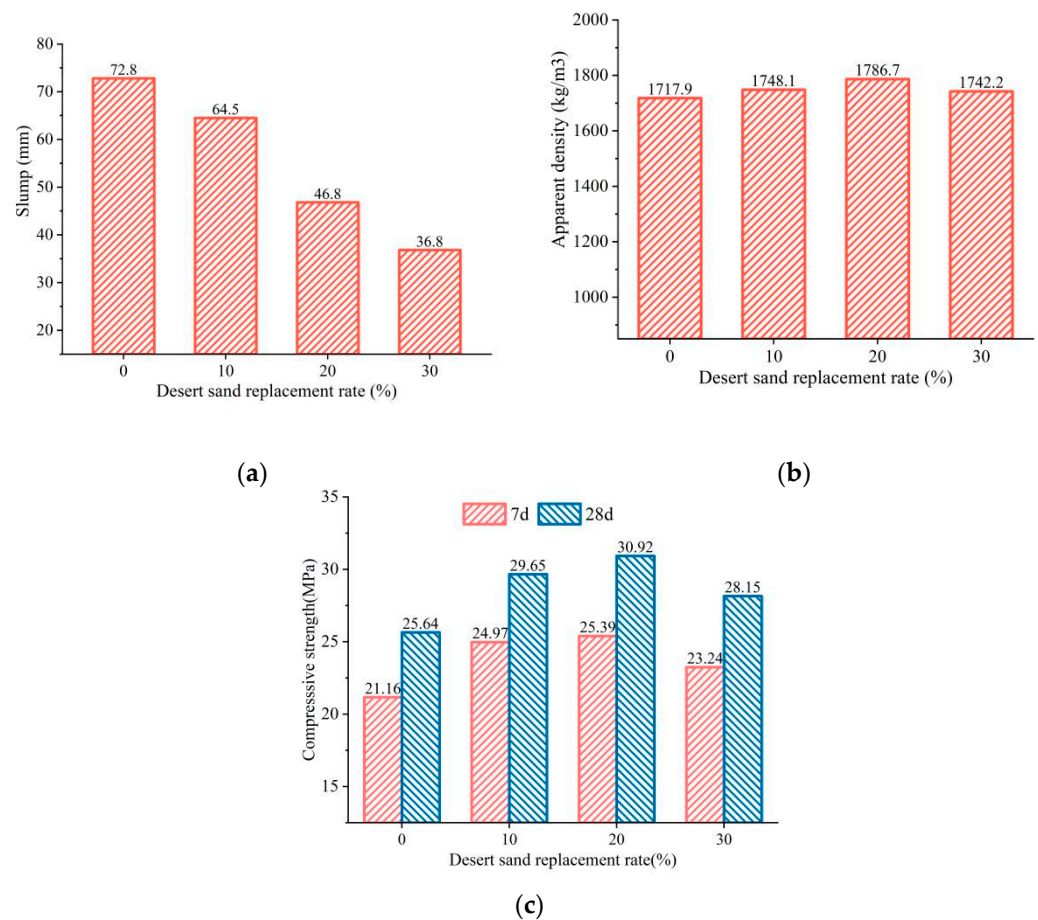 80
70
60
50
40
30
20
Slump (mm)
72.8
64.5
46.8
36.8
0 10 20 30
Desert sand replacement rate (%)
(a)
2000
1800
1600
1400
1200
1000
Apparent density (kg/m3)
1717.9
1748.1
1786.7
1742.2
0 10 20 30
Desert sand replacement rate (%)
(b)
35
30
25
20
15
Compresssive strength(MPa)
7d 28d
21.16
25.64
24.97
29.65
25.39
30.92
23.24
28.15
0 10 20 30
Desert sand replacement rate(%)
(c)